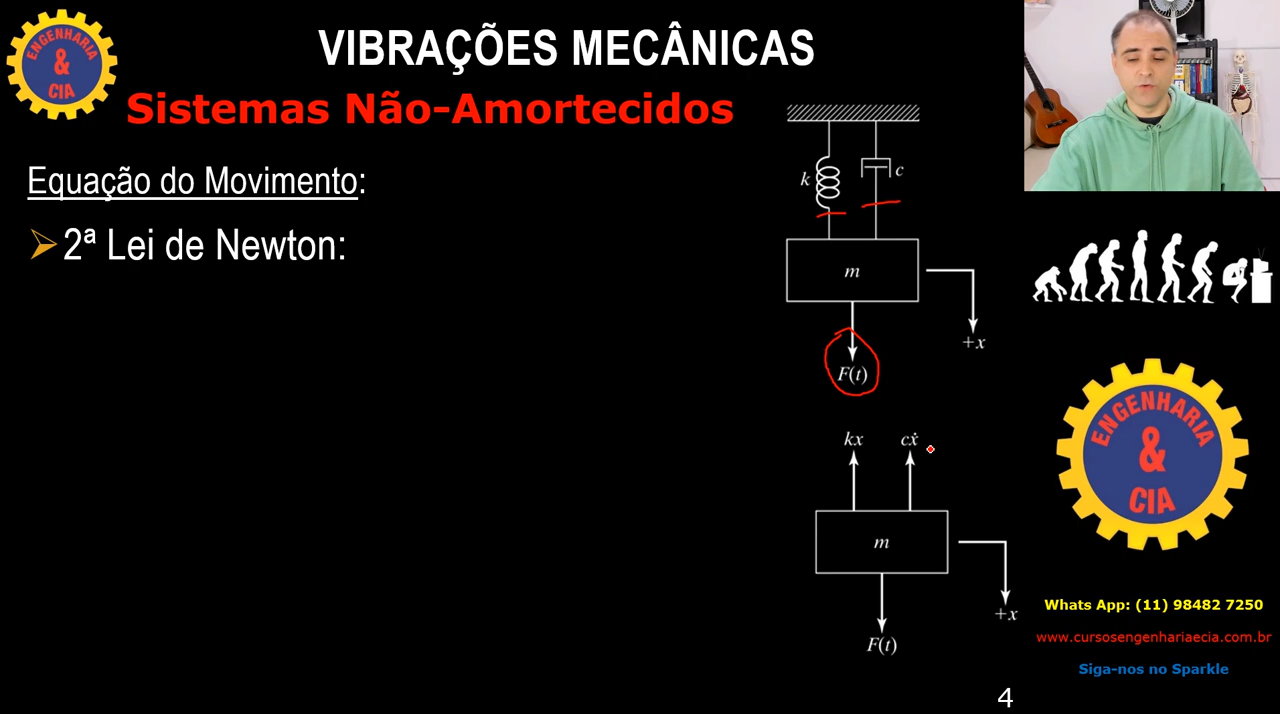 ENGENHARIA
&
CIA
VIBRAÇÕES MECÂNICAS
Sistemas Não-Amortecidos
Equação do Movimento:
2ª Lei de Newton:
k
c
m
+x
F(t)
kx
cẋ
m
+x
F(t)
ENGENHARIA
&
CIA
Whats App: (11) 98482 7250
www.cursosengenhariaecia.com.br
Siga-nos no Sparkle
4